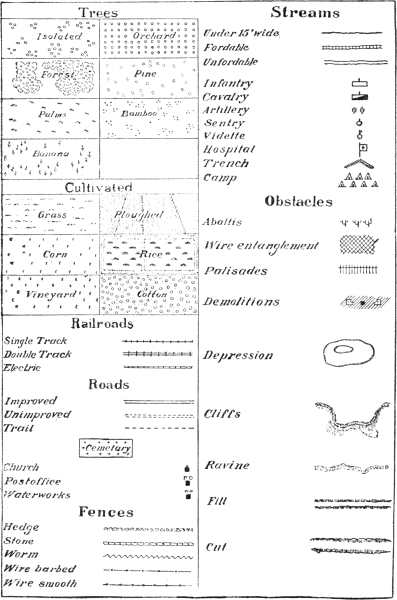 Trees
Isolated
Orchard
Forest
Pine
Palms
Bamboo
Banana
Cultivated
Grass
Ploughed
Corn
Rice
Vineyard
Cotton
Railroads
Single Track
Double Track
Electric
Roads
Improved
Unimproved
Trail
Cemetary
Church
Postoffice
PO
Waterworks
WW
Fences
Hedge
Stone
Worm
Wire barbed
Wire smooth
Streams
Under 15' wide
Fordable
Unfordable
Infantry
Cavalry
Artillery
Sentry
Vidette
Hospital
Trench
Camp
Obstacles
Abattis
Wire entanglement
Palisades
Demolitions
Depression
Cliffs
Ravine
Fill
Cut